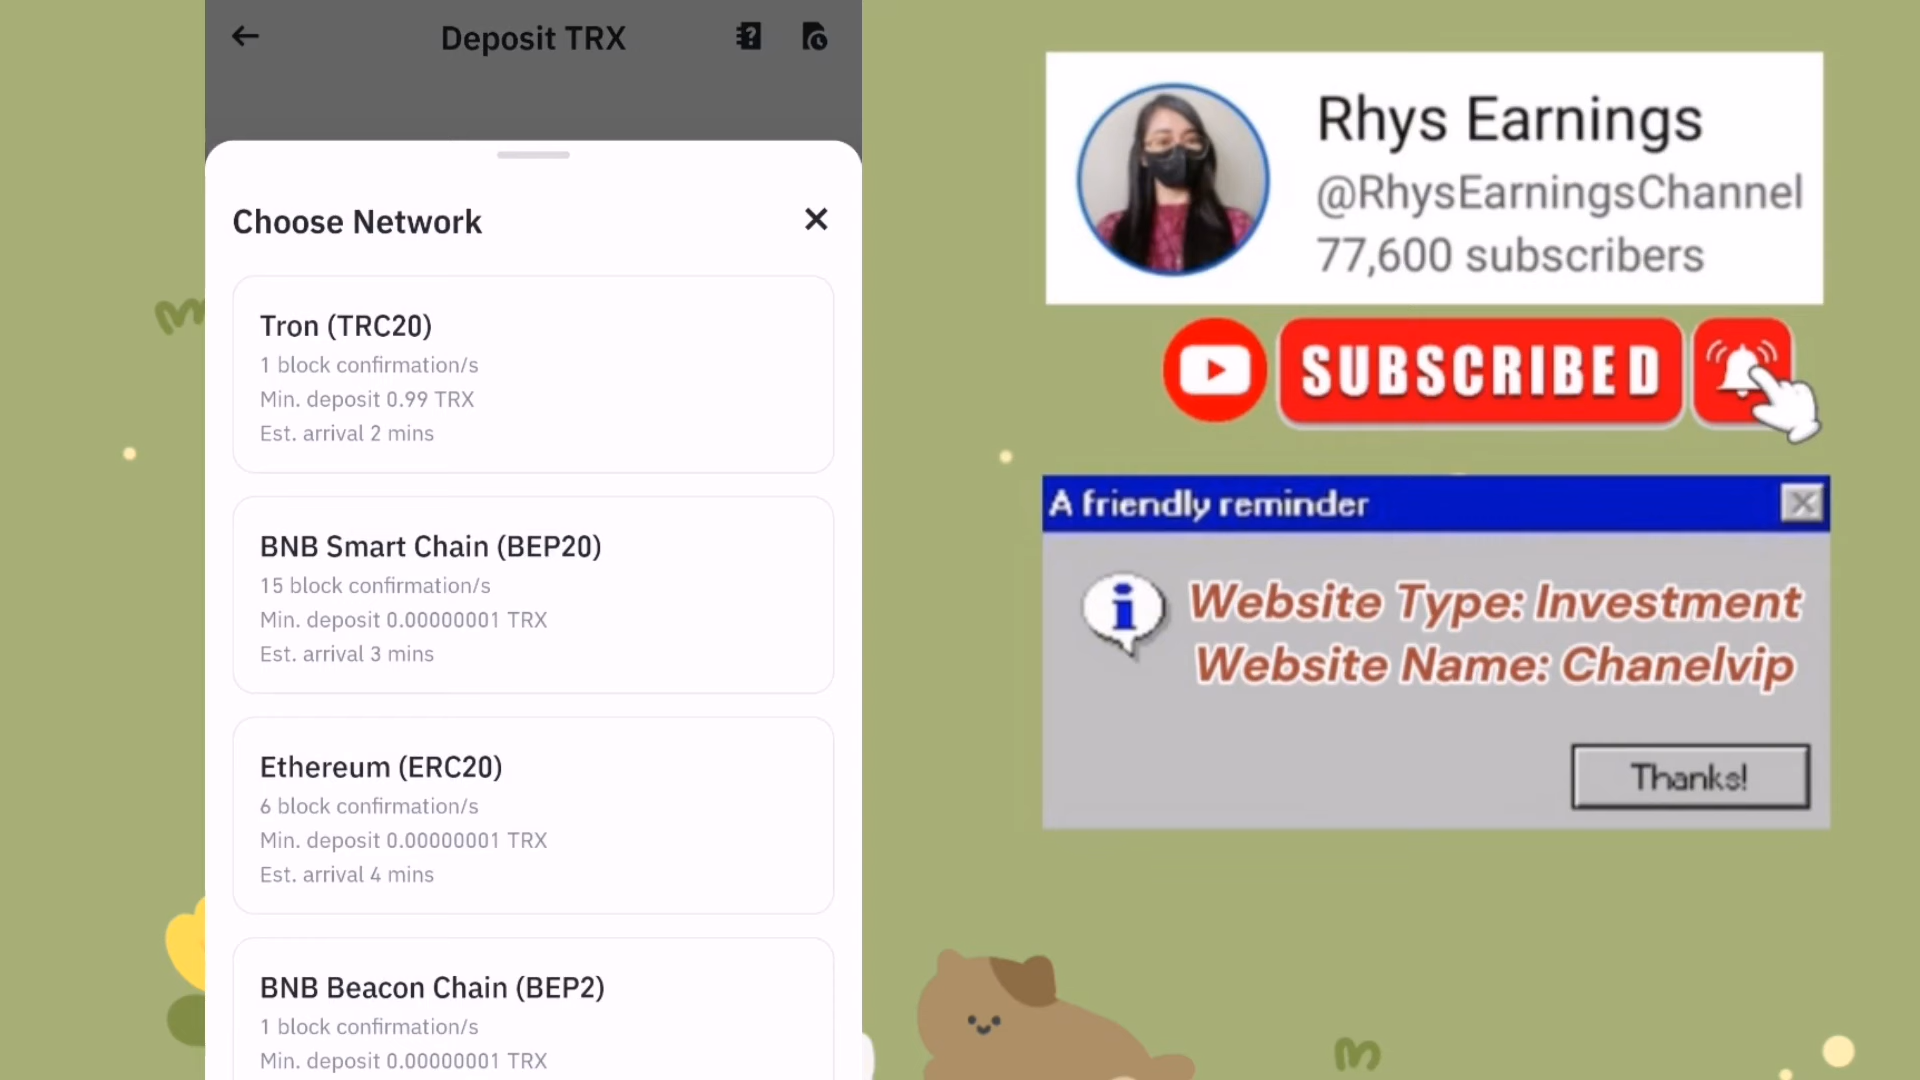 Deposit TRX
Choose Network
Tron (TRC20)
1 block confirmation/s
Min. deposit 0.99 TRX
Est. arrival 2 mins
BNB Smart Chain (BEP20)
15 block confirmation/s
Min. deposit 0.00000001 TRX
Est. arrival 3 mins
Ethereum (ERC20)
6 block confirmation/s
Min. deposit 0.00000001 TRX
Est. arrival 4 mins
BNB Beacon Chain (BEP2)
1 block confirmation/s
Min. deposit 0.00000001 TRX
Rhys Earnings
@RhysEarningsChannel
77,600 subscribers
SUBSCRIBED
A friendly reminder
Website Type: Investment
Website Name: Chanelvip
Thanks!